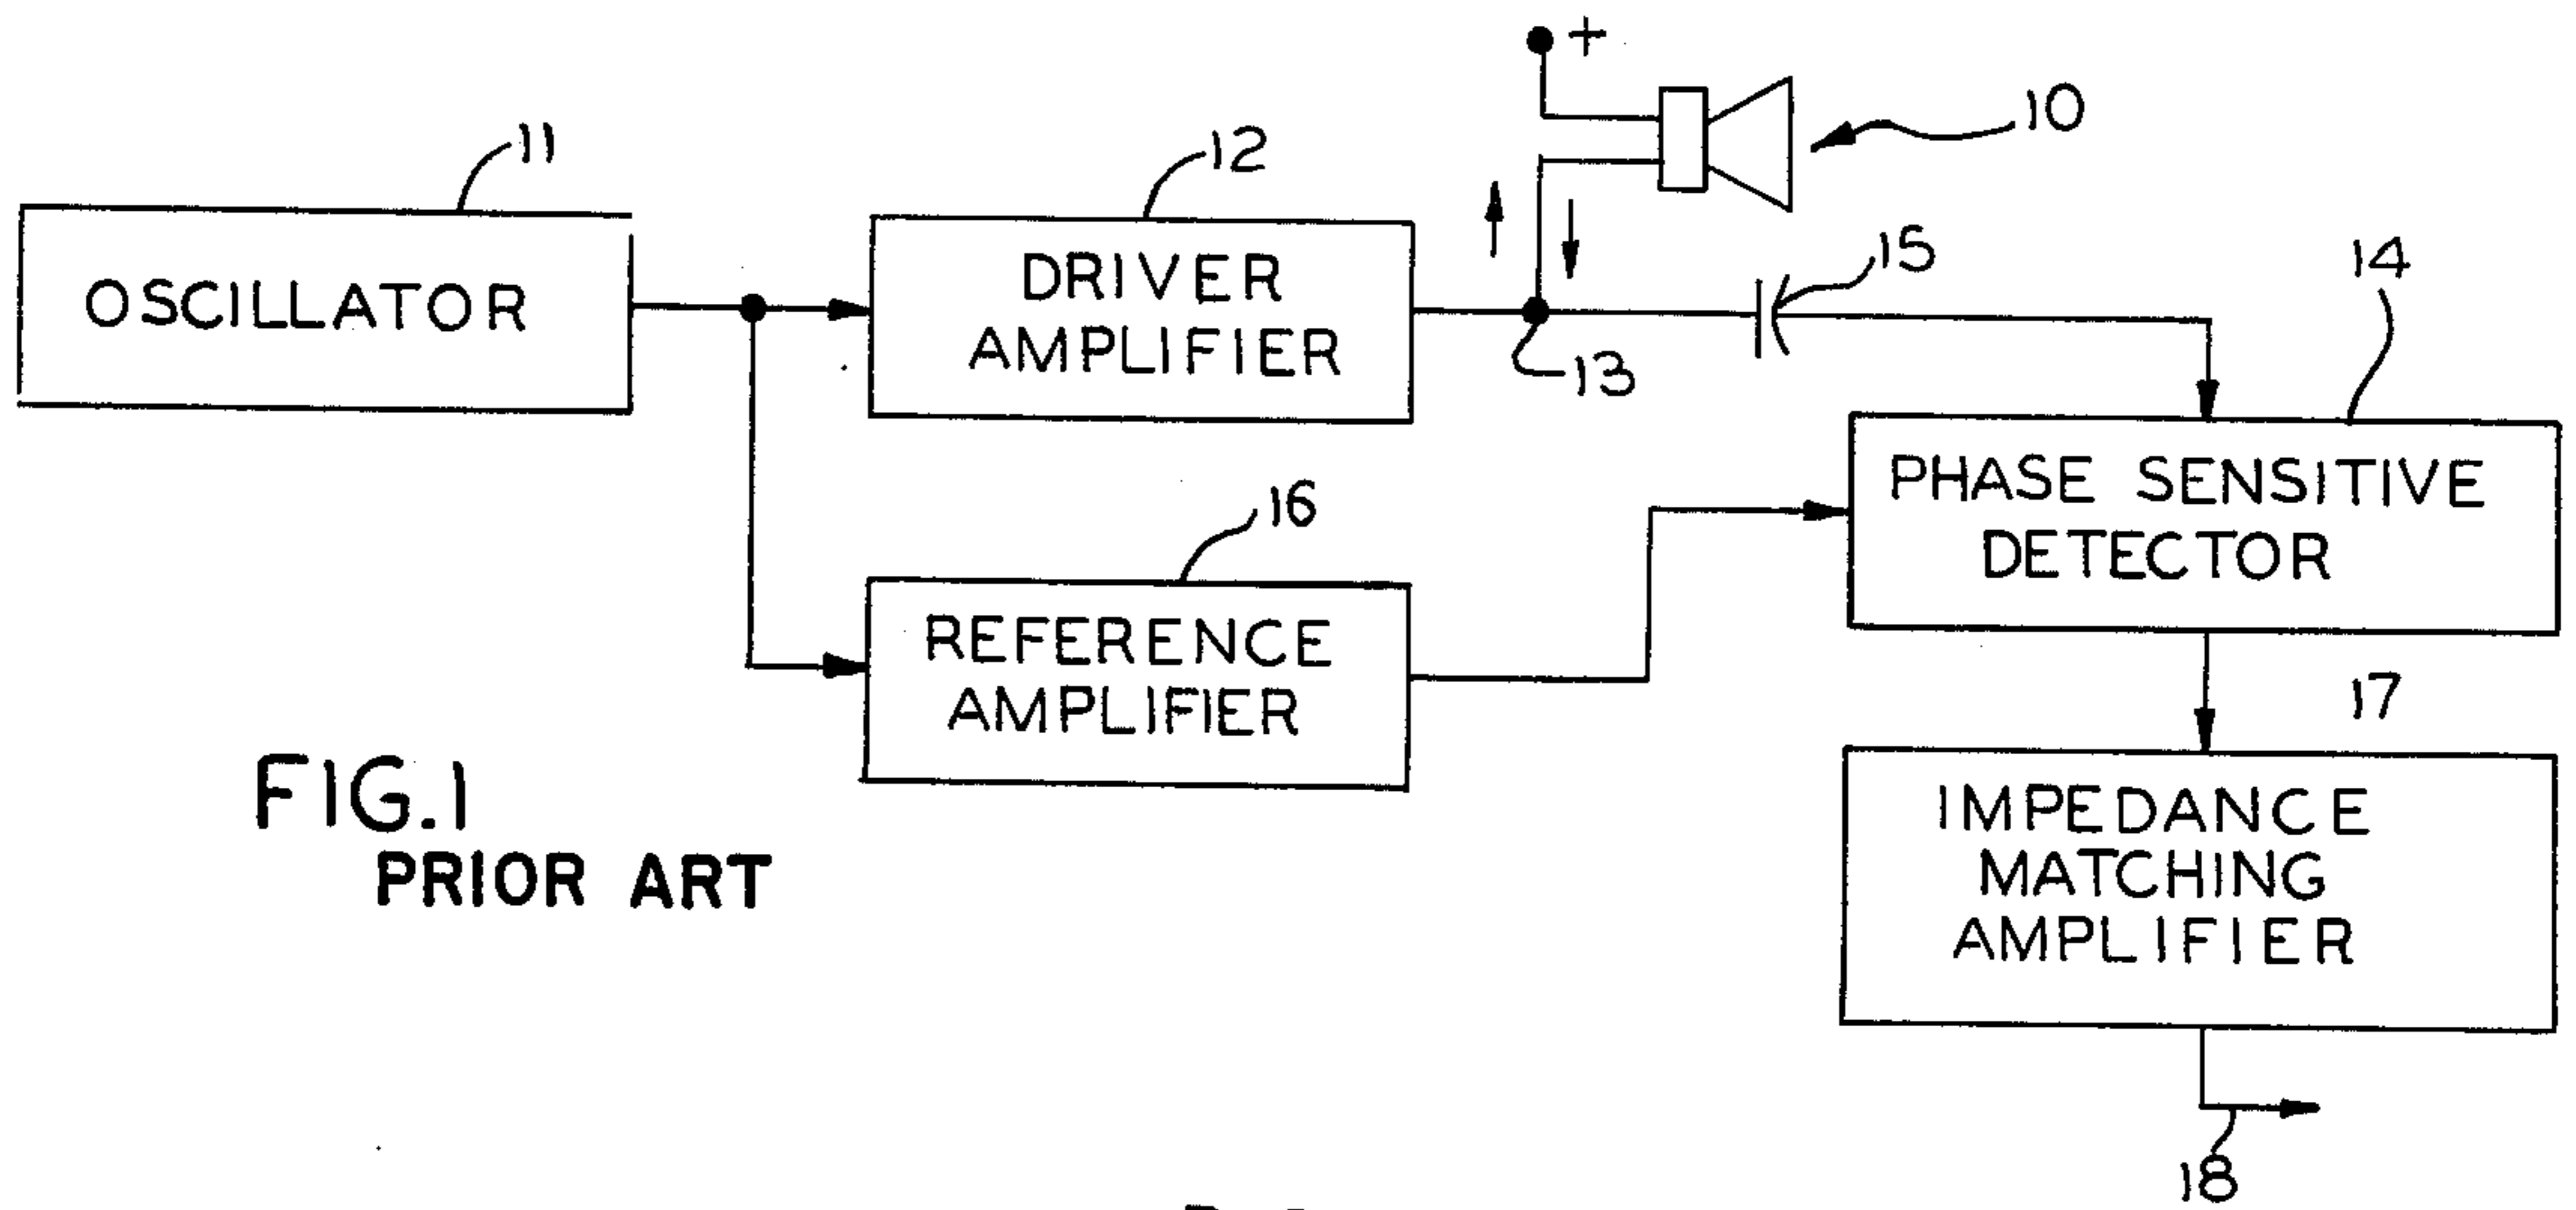 +
10
11
12
OSCILLATOR
DRIVER
AMPLIFIER
13
15
14
PHASE SENSITIVE
DETECTOR
16
REFERENCE
AMPLIFIER
17
IMPEDANCE
MATCHING
AMPLIFIER
18
FIG.1
PRIOR ART